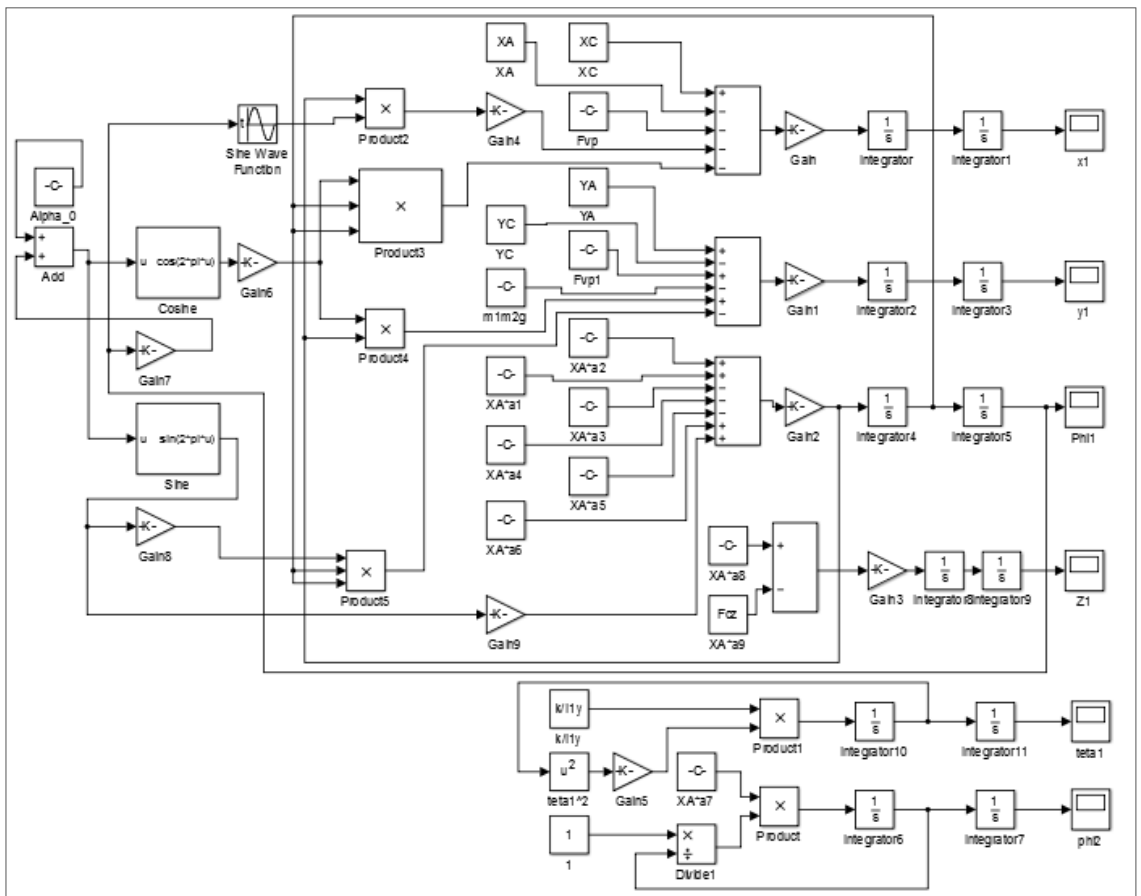 XA
XA
XC
XC
-K-
Gain4
-C-
Fvp
t
Sine Wave
Function
×
Product2
+
−
−
−
−
-K-
Gain
1
s
Integrator
1
s
Integrator1
x1
-C-
Alpha_0
+
+
Add
u cos(2*pi*u)
Cosine
-K-
Gain6
×
Product3
YA
YA
YC
YC
-C-
Fvp1
-C-
m1m2g
+
−
+
−
+
−
-K-
Gain1
1
s
Integrator2
1
s
Integrator3
y1
×
Product4
-K-
Gain7
-C-
XA*a2
-C-
XA*a1
-C-
XA*a3
-C-
XA*a4
-C-
XA*a5
-C-
XA*a6
+
+
−
−
−
+
+
-K-
Gain2
1
s
Integrator4
1
s
Integrator5
Phi1
u sin(2*pi*u)
Sine
-K-
Gain8
×
Product5
-K-
Gain9
-C-
XA*a8
Fcz
XA*a9
+
−
-K-
Gain3
1
s
Integrator8
1
s
Integrator9
Z1
k/I1y
k/I1y
×
Product1
1
s
Integrator10
1
s
Integrator11
teta1
u2
teta1^2
-K-
Gain5
-C-
XA*a7
×
Product
1
s
Integrator6
1
s
Integrator7
phi2
1
1
×
÷
Divide1